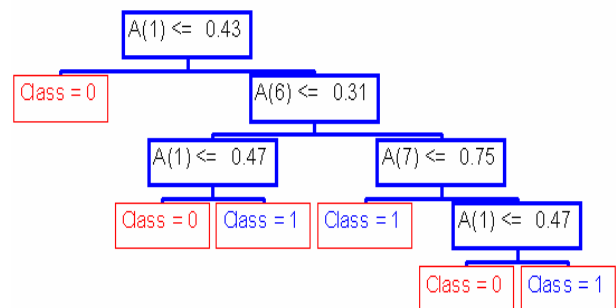 A(1) <= 0.43
Class = 0
A(6) <= 0.31
A(1) <= 0.47
A(7) <= 0.75
Class = 0
Class = 1
Class = 1
A(1) <= 0.47
Class = 0
Class = 1